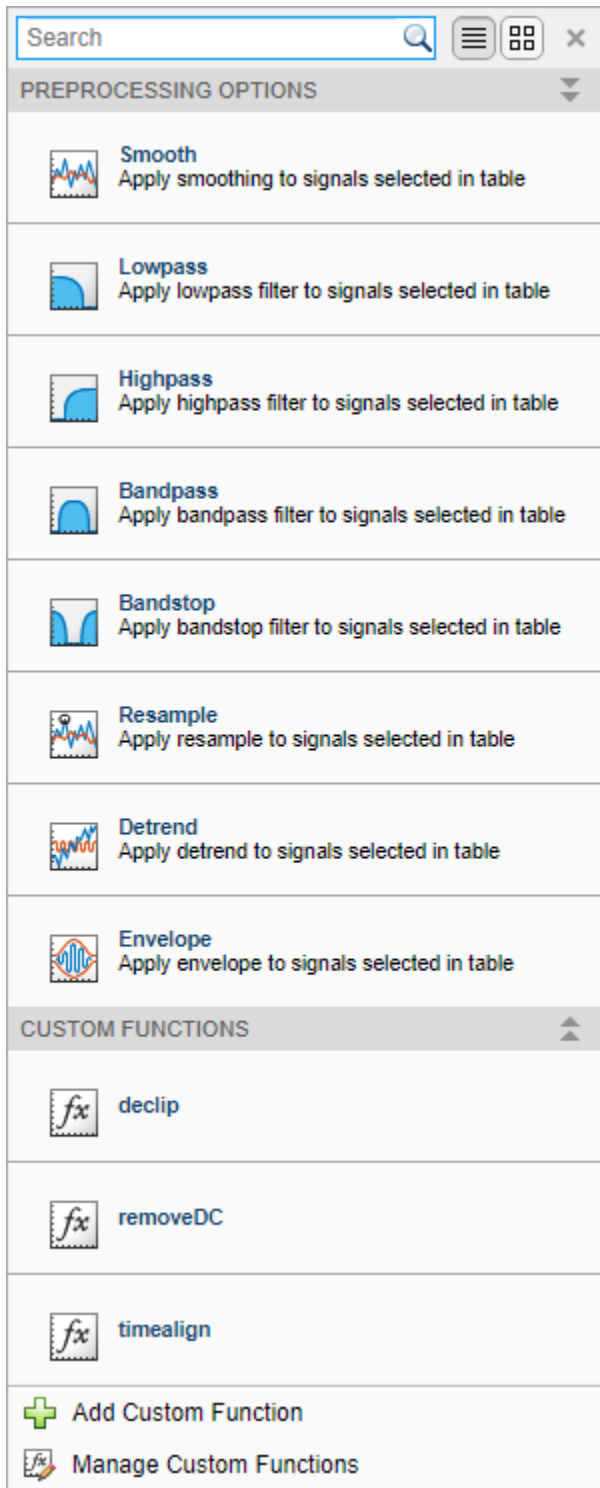 Search
PREPROCESSING OPTIONS
Smooth
Apply smoothing to signals selected in table
Lowpass
Apply lowpass filter to signals selected in table
Highpass
Apply highpass filter to signals selected in table
Bandpass
Apply bandpass filter to signals selected in table
Bandstop
Apply bandstop filter to signals selected in table
Resample
Apply resample to signals selected in table
Detrend
Apply detrend to signals selected in table
Envelope
Apply envelope to signals selected in table
CUSTOM FUNCTIONS
fx declip
fx removeDC
fx timealign
Add Custom Function
fx Manage Custom Functions